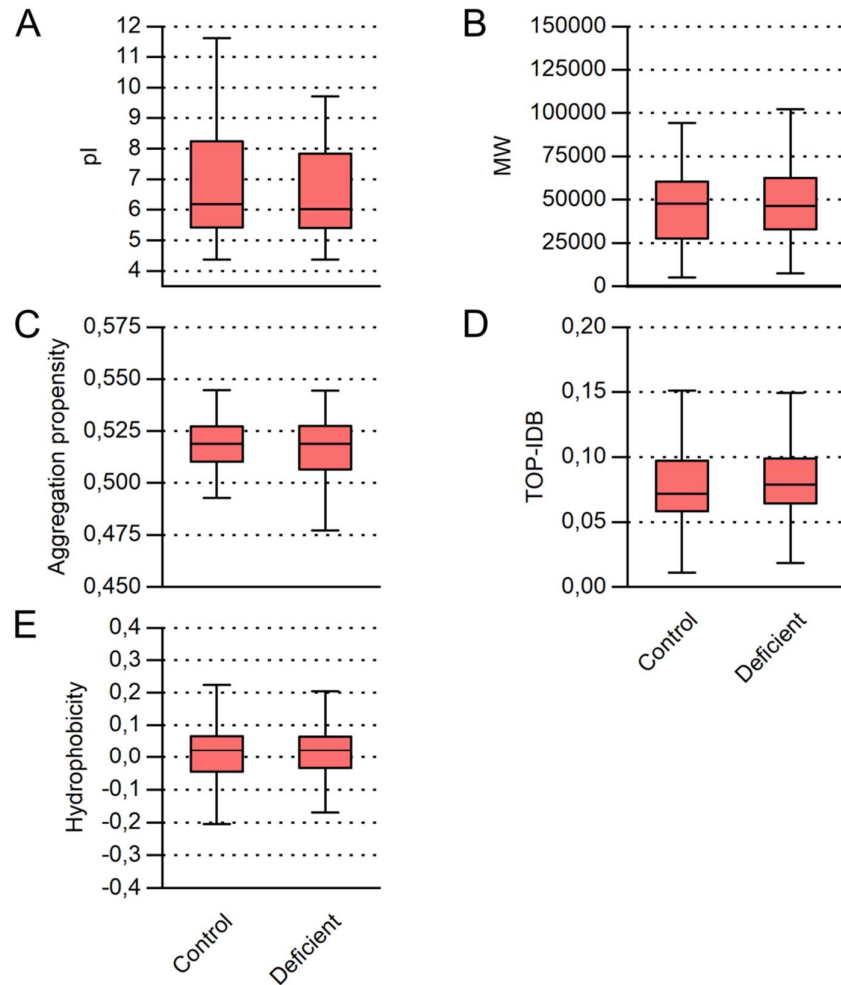 A
pI
12
11
10
9
8
7
6
5
4
B
MW
150000
125000
100000
75000
50000
25000
0
C
Aggregation propensity
0,575
0,550
0,525
0,500
0,475
0,450
D
TOP-IDB
0,20
0,15
0,10
0,05
0,00
Control
Deficient
E
Hydrophobicity
0,4
0,3
0,2
0,1
0,0
-0,1
-0,2
-0,3
-0,4
Control
Deficient